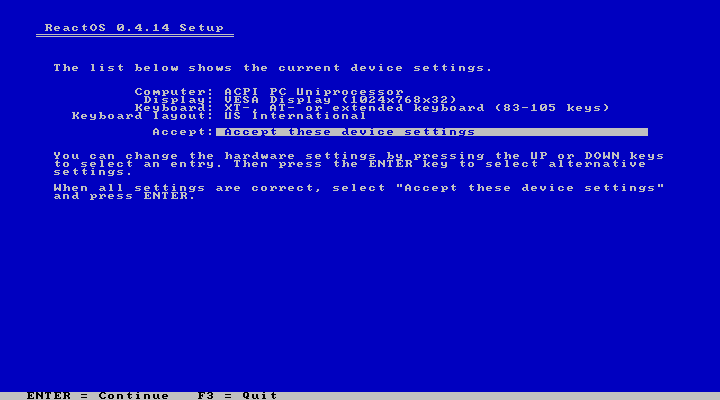 ReactOS 0.4.14 Setup
The list below shows the current device settings.
Computer: ACPI PC Uniprocessor
Display: VESA Display (1024x768x32)
Keyboard: XT-, AT- or extended keyboard (83-105 keys)
Keyboard layout: US International
Accept: Accept these device settings
You can change the hardware settings by pressing the UP or DOWN keys
to select an entry. Then press the ENTER key to select alternative
settings.
When all settings are correct, select "Accept these device settings"
and press ENTER.
ENTER = Continue   F3 = Quit